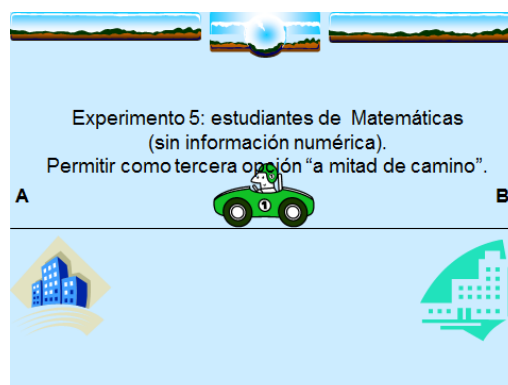 Experimento 5: estudiantes de Matemáticas
(sin información numérica).
Permitir como tercera opción “a mitad de camino”.
A B
1